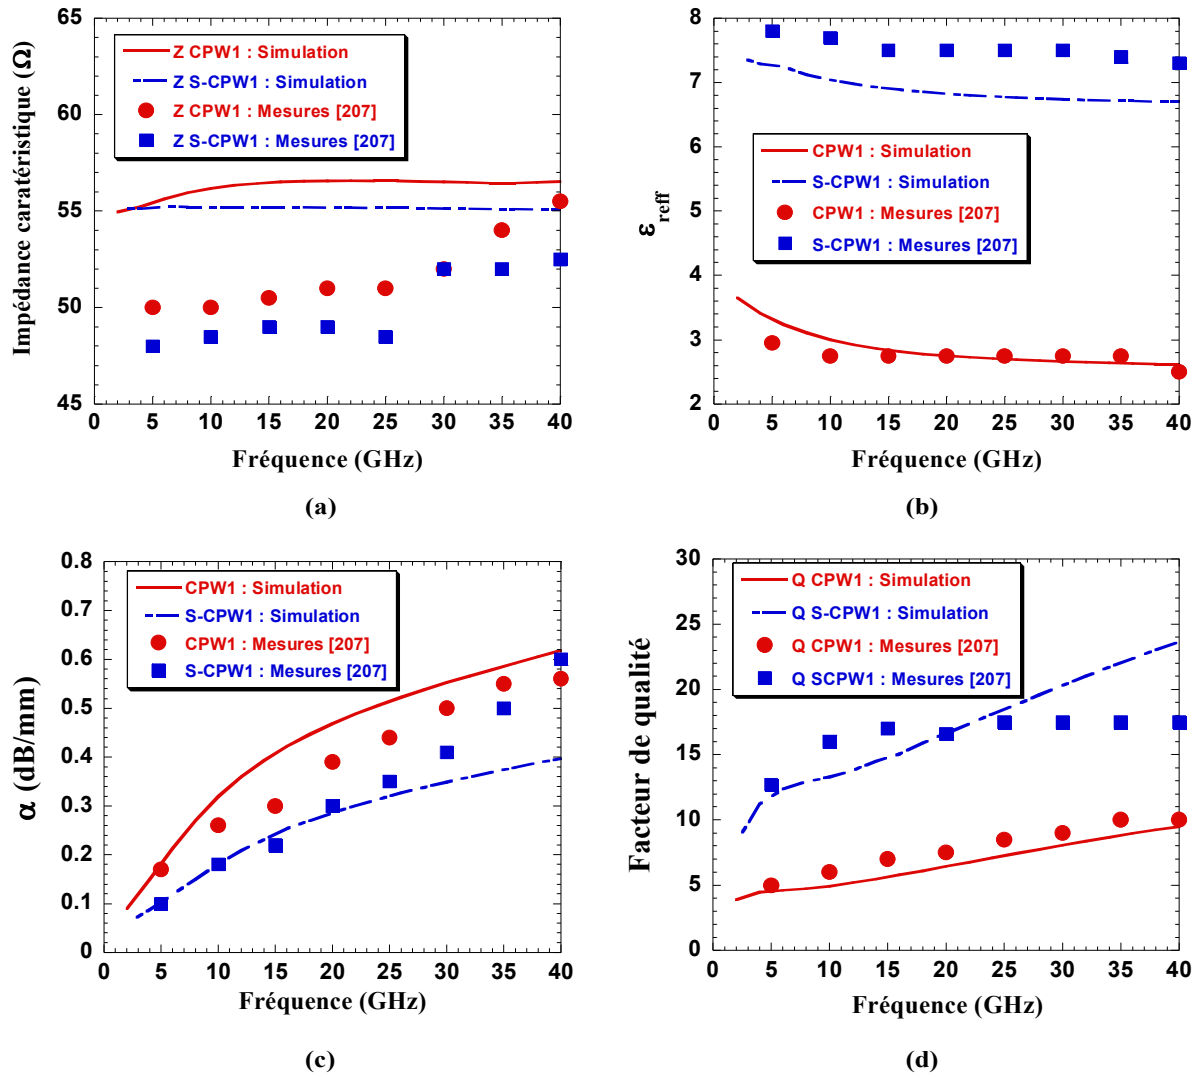 65
60
55
50
45
0 5 10 15 20 25 30 35 40
Impédance caratéristique (Ω)
Fréquence (GHz)
Z CPW1 : Simulation
Z S-CPW1 : Simulation
Z CPW1 : Mesures [207]
Z S-CPW1 : Mesures [207]
(a)
8
7
6
5
4
3
2
0 5 10 15 20 25 30 35 40
εreff
Fréquence (GHz)
CPW1 : Simulation
S-CPW1 : Simulation
CPW1 : Mesures [207]
S-CPW1 : Mesures [207]
(b)
0.8
0.7
0.6
0.5
0.4
0.3
0.2
0.1
0
0 5 10 15 20 25 30 35 40
α (dB/mm)
Fréquence (GHz)
CPW1 : Simulation
S-CPW1 : Simulation
CPW1 : Mesures [207]
S-CPW1 : Mesures [207]
(c)
30
25
20
15
10
5
0
0 5 10 15 20 25 30 35 40
Facteur de qualité
Fréquence (GHz)
Q CPW1 : Simulation
Q S-CPW1 : Simulation
Q CPW1 : Mesures [207]
Q SCPW1 : Mesures [207]
(d)